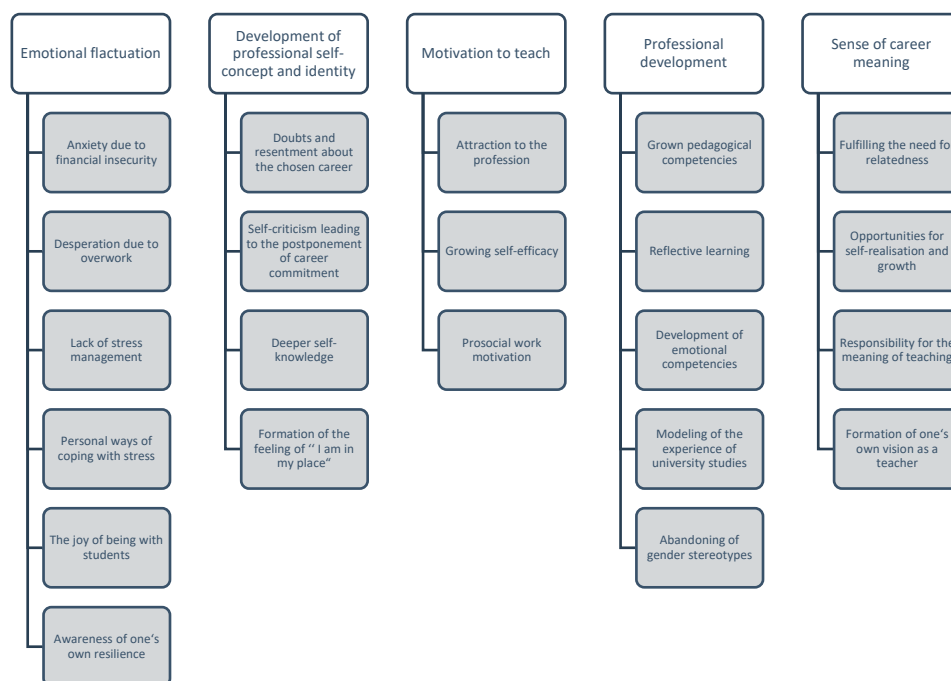 Emotional flactuation
Anxiety due to
financial insecurity
Desperation due to
overwork
Lack of stress
management
Personal ways of
coping with stress
The joy of being with
students
Awareness of one‘s
own resilience
Development of
professional self-
concept and identity
Doubts and
resentment about
the chosen career
Self-criticism leading
to the postponement
of career
commitment
Deeper self-
knowledge
Formation of the
feeling of “ I am in
my place“
Motivation to teach
Attraction to the
profession
Growing self-efficacy
Prosocial work
motivation
Professional
development
Grown pedagogical
competencies
Reflective learning
Development of
emotional
competencies
Modeling of the
experience of
university studies
Abandoning of
gender stereotypes
Sense of career
meaning
Fulfilling the need fo
relatedness
Opportunities for
self-realisation and
growth
Responsibility for the
meaning of teaching
Formation of one‘s
own vision as a
teacher